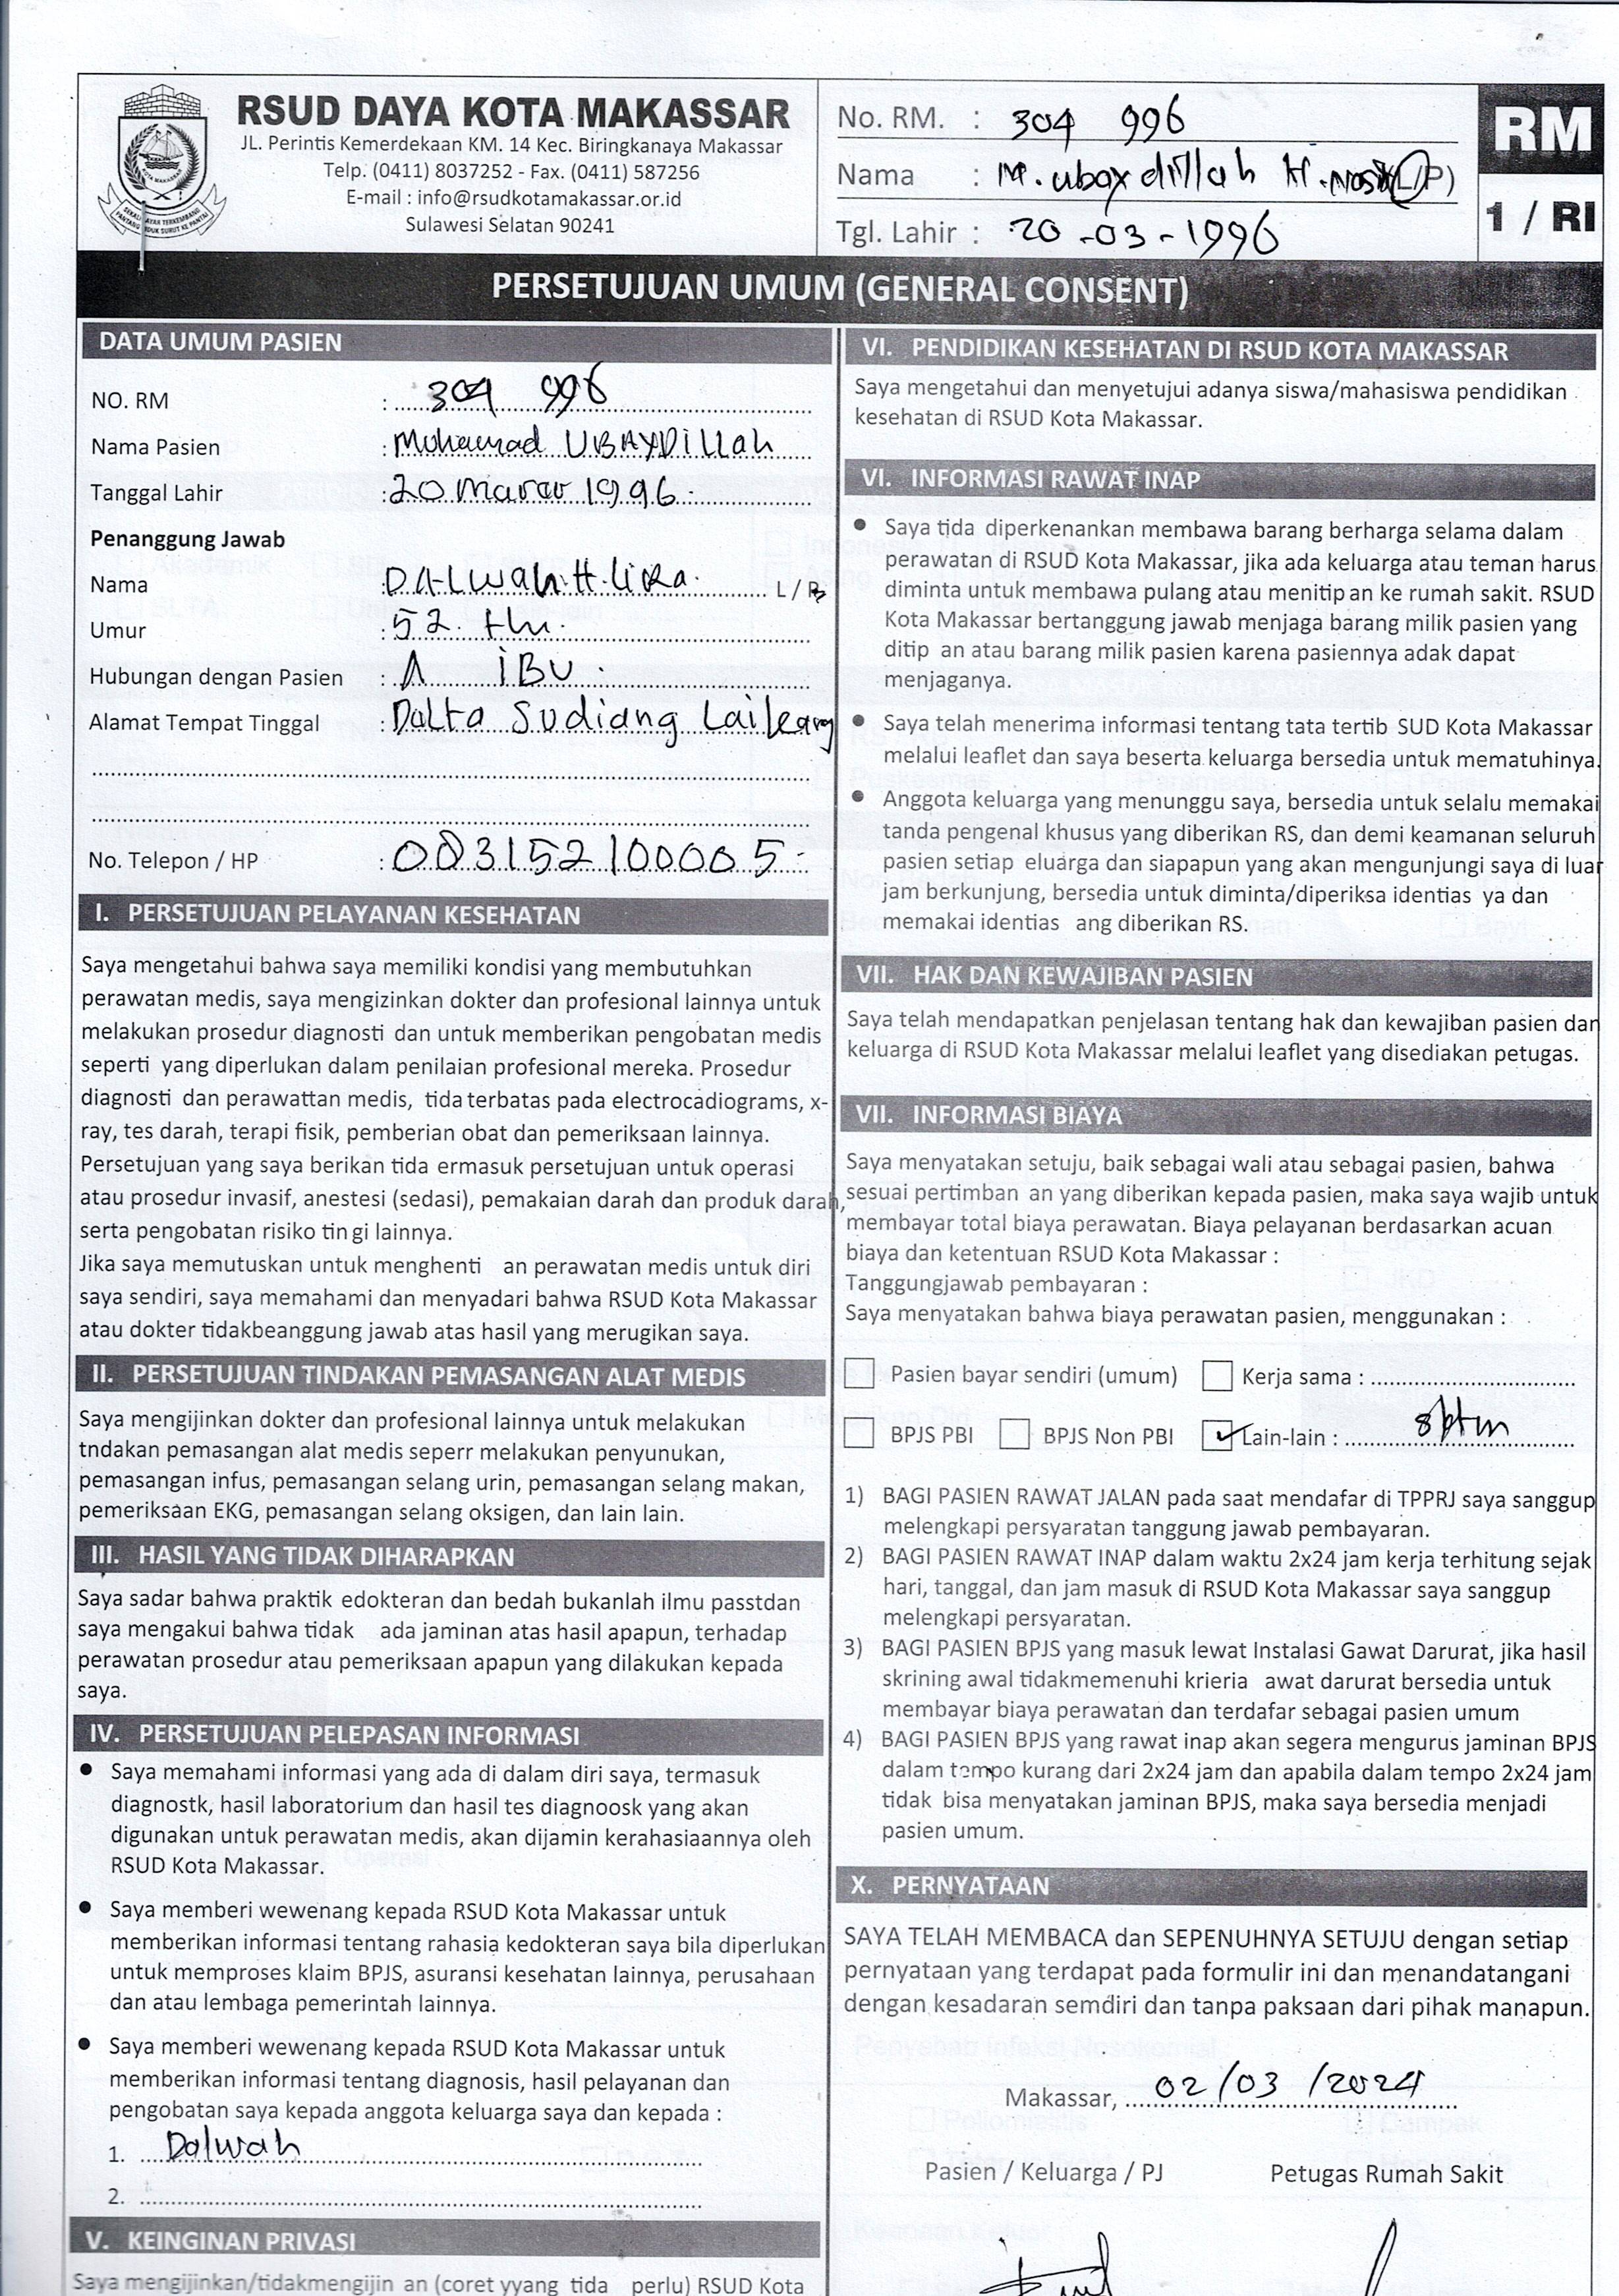 RSUD DAYA KOTA MAKASSAR
JL. Perintis Kemerdekaan KM. 14 Kec. Biringkanaya Makassar
Telp. (0411) 8037252 - Fax. (0411) 587256
E-mail : info@rsudkotamakassar.or.id
Sulawesi Selatan 90241
No. RM. : 304 996
Nama : M. ubaydillah H. (L/P)
Tgl. Lahir : 20-03-1996
RM
1 / RI
PERSETUJUAN UMUM (GENERAL CONSENT)
DATA UMUM PASIEN
NO. RM : 304 996
Nama Pasien : Muhamad UBAYDILLah
Tanggal Lahir : 20 Maret 1996
Penanggung Jawab
Nama : DALWah.H.liRa. L / P
Umur : 52 thn.
Hubungan dengan Pasien : IBU
Alamat Tempat Tinggal : Dalta Sudiang Laikang
No. Telepon / HP : 083152100005
I. PERSETUJUAN PELAYANAN KESEHATAN
Saya mengetahui bahwa saya memiliki kondisi yang membutuhkan
perawatan medis, saya mengizinkan dokter dan profesional lainnya untuk
melakukan prosedur diagnosti dan untuk memberikan pengobatan medis
seperti yang diperlukan dalam penilaian profesional mereka. Prosedur
diagnosti dan perawattan medis, tida terbatas pada electrocadiograms, x-
ray, tes darah, terapi fisik, pemberian obat dan pemeriksaan lainnya.
Persetujuan yang saya berikan tida ermasuk persetujuan untuk operasi
atau prosedur invasif, anestesi (sedasi), pemakaian darah dan produk darah,
serta pengobatan risiko tin gi lainnya.
Jika saya memutuskan untuk menghenti an perawatan medis untuk diri
saya sendiri, saya memahami dan menyadari bahwa RSUD Kota Makassar
atau dokter tidakbeanggung jawab atas hasil yang merugikan saya.
II. PERSETUJUAN TINDAKAN PEMASANGAN ALAT MEDIS
Saya mengijinkan dokter dan profesional lainnya untuk melakukan
tndakan pemasangan alat medis seperr melakukan penyunukan,
pemasangan infus, pemasangan selang urin, pemasangan selang makan,
pemeriksaan EKG, pemasangan selang oksigen, dan lain lain.
III. HASIL YANG TIDAK DIHARAPKAN
Saya sadar bahwa praktik edokteran dan bedah bukanlah ilmu passtdan
saya mengakui bahwa tidak ada jaminan atas hasil apapun, terhadap
perawatan prosedur atau pemeriksaan apapun yang dilakukan kepada
saya.
IV. PERSETUJUAN PELEPASAN INFORMASI
• Saya memahami informasi yang ada di dalam diri saya, termasuk
diagnostk, hasil laboratorium dan hasil tes diagnoosk yang akan
digunakan untuk perawatan medis, akan dijamin kerahasiaannya oleh
RSUD Kota Makassar.
• Saya memberi wewenang kepada RSUD Kota Makassar untuk
memberikan informasi tentang rahasia kedokteran saya bila diperlukan
untuk memproses klaim BPJS, asuransi kesehatan lainnya, perusahaan
dan atau lembaga pemerintah lainnya.
• Saya memberi wewenang kepada RSUD Kota Makassar untuk
memberikan informasi tentang diagnosis, hasil pelayanan dan
pengobatan saya kepada anggota keluarga saya dan kepada :
1. Dalwah
2.
V. KEINGINAN PRIVASI
Saya mengijinkan/tidakmengijin an (coret yyang tida perlu) RSUD Kota
VI. PENDIDIKAN KESEHATAN DI RSUD KOTA MAKASSAR
Saya mengetahui dan menyetujui adanya siswa/mahasiswa pendidikan
kesehatan di RSUD Kota Makassar.
VI. INFORMASI RAWAT INAP
• Saya tida diperkenankan membawa barang berharga selama dalam
perawatan di RSUD Kota Makassar, jika ada keluarga atau teman harus
diminta untuk membawa pulang atau menitip an ke rumah sakit. RSUD
Kota Makassar bertanggung jawab menjaga barang milik pasien yang
ditip an atau barang milik pasien karena pasiennya adak dapat
menjaganya.
• Saya telah menerima informasi tentang tata tertib SUD Kota Makassar
melalui leaflet dan saya beserta keluarga bersedia untuk mematuhinya.
• Anggota keluarga yang menunggu saya, bersedia untuk selalu memakai
tanda pengenal khusus yang diberikan RS, dan demi keamanan seluruh
pasien setiap eluarga dan siapapun yang akan mengunjungi saya di luar
jam berkunjung, bersedia untuk diminta/diperiksa identias ya dan
memakai identias ang diberikan RS.
VII. HAK DAN KEWAJIBAN PASIEN
Saya telah mendapatkan penjelasan tentang hak dan kewajiban pasien dan
keluarga di RSUD Kota Makassar melalui leaflet yang disediakan petugas.
VII. INFORMASI BIAYA
Saya menyatakan setuju, baik sebagai wali atau sebagai pasien, bahwa
sesuai pertimban an yang diberikan kepada pasien, maka saya wajib untuk
membayar total biaya perawatan. Biaya pelayanan berdasarkan acuan
biaya dan ketentuan RSUD Kota Makassar :
Tanggungjawab pembayaran :
Saya menyatakan bahwa biaya perawatan pasien, menggunakan :
Pasien bayar sendiri (umum) Kerja sama :
BPJS PBI BPJS Non PBI ✓ Lain-lain :
1) BAGI PASIEN RAWAT JALAN pada saat mendafar di TPPRJ saya sanggup
melengkapi persyaratan tanggung jawab pembayaran.
2) BAGI PASIEN RAWAT INAP dalam waktu 2x24 jam kerja terhitung sejak
hari, tanggal, dan jam masuk di RSUD Kota Makassar saya sanggup
melengkapi persyaratan.
3) BAGI PASIEN BPJS yang masuk lewat Instalasi Gawat Darurat, jika hasil
skrining awal tidakmemenuhi krieria awat darurat bersedia untuk
membayar biaya perawatan dan terdafar sebagai pasien umum
4) BAGI PASIEN BPJS yang rawat inap akan segera mengurus jaminan BPJS
dalam tempo kurang dari 2x24 jam dan apabila dalam tempo 2x24 jam
tidak bisa menyatakan jaminan BPJS, maka saya bersedia menjadi
pasien umum.
X. PERNYATAAN
SAYA TELAH MEMBACA dan SEPENUHNYA SETUJU dengan setiap
pernyataan yang terdapat pada formulir ini dan menandatangani
dengan kesadaran semdiri dan tanpa paksaan dari pihak manapun.
Makassar, 02/03/2024
Pasien / Keluarga / PJ Petugas Rumah Sakit